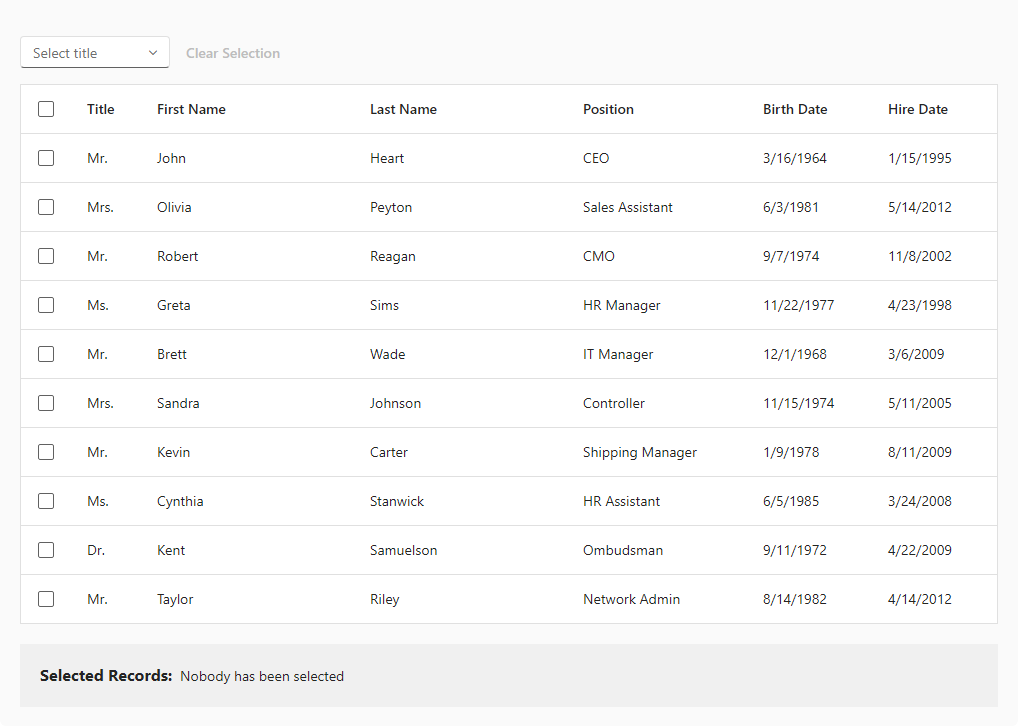 Select title Clear Selection
Title First Name Last Name Position Birth Date Hire Date
Mr. John Heart CEO 3/16/1964 1/15/1995
Mrs. Olivia Peyton Sales Assistant 6/3/1981 5/14/2012
Mr. Robert Reagan CMO 9/7/1974 11/8/2002
Ms. Greta Sims HR Manager 11/22/1977 4/23/1998
Mr. Brett Wade IT Manager 12/1/1968 3/6/2009
Mrs. Sandra Johnson Controller 11/15/1974 5/11/2005
Mr. Kevin Carter Shipping Manager 1/9/1978 8/11/2009
Ms. Cynthia Stanwick HR Assistant 6/5/1985 3/24/2008
Dr. Kent Samuelson Ombudsman 9/11/1972 4/22/2009
Mr. Taylor Riley Network Admin 8/14/1982 4/14/2012
Selected Records: Nobody has been selected